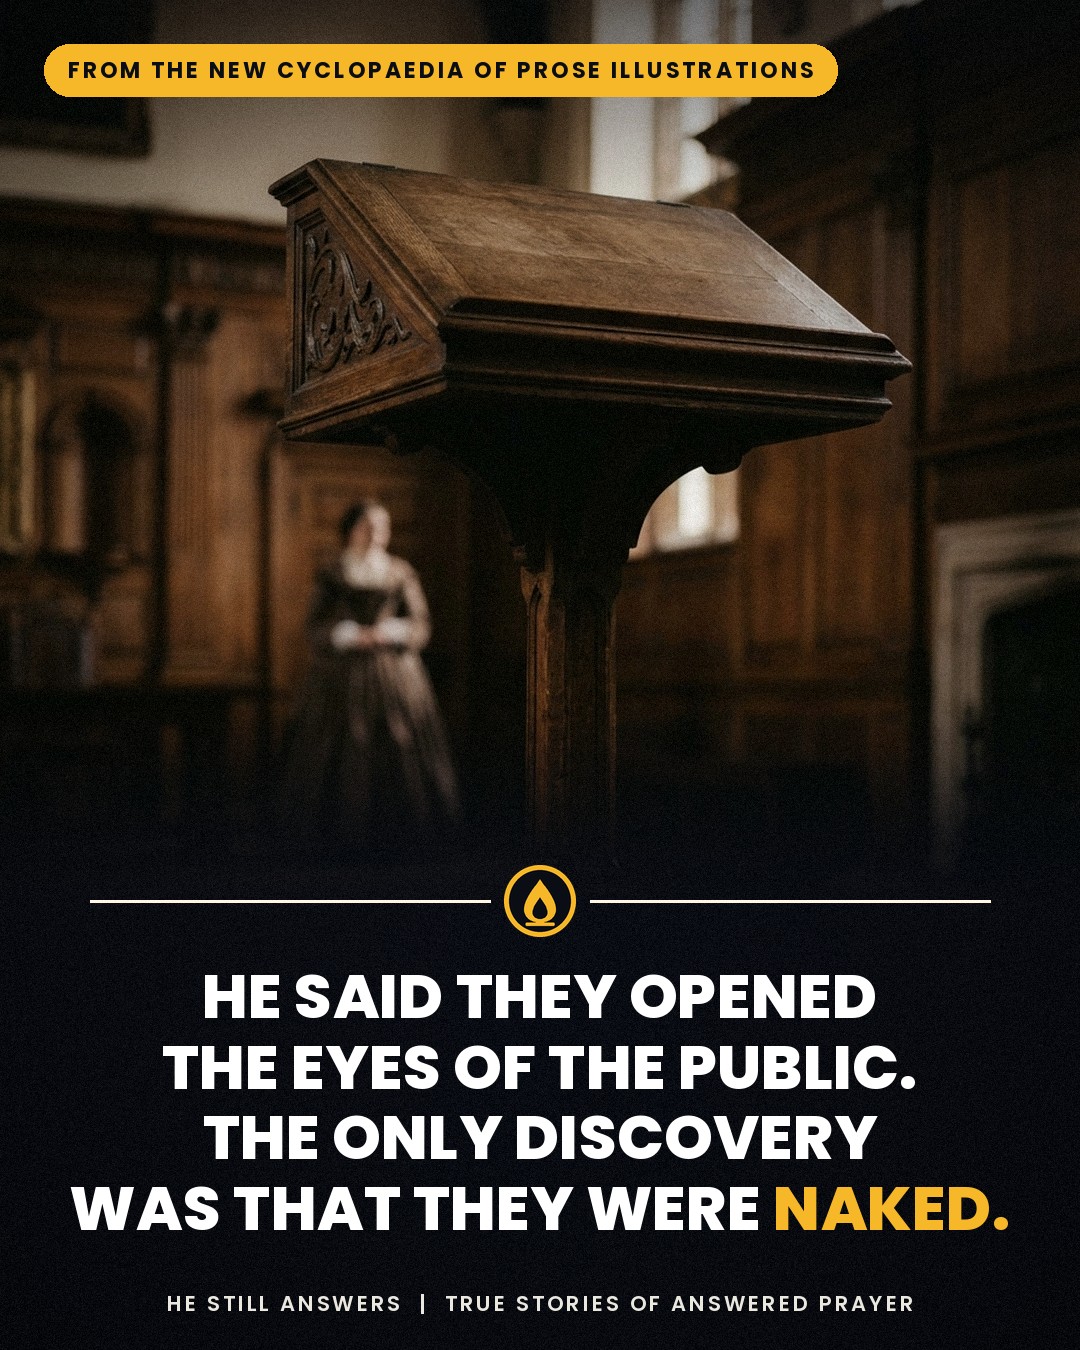 FROM THE NEW CYCLOPAEDIA OF PROSE ILLUSTRATIONS
HE SAID THEY OPENED
THE EYES OF THE PUBLIC.
THE ONLY DISCOVERY
WAS THAT THEY WERE NAKED.
HE STILL ANSWERS | TRUE STORIES OF ANSWERED PRAYER